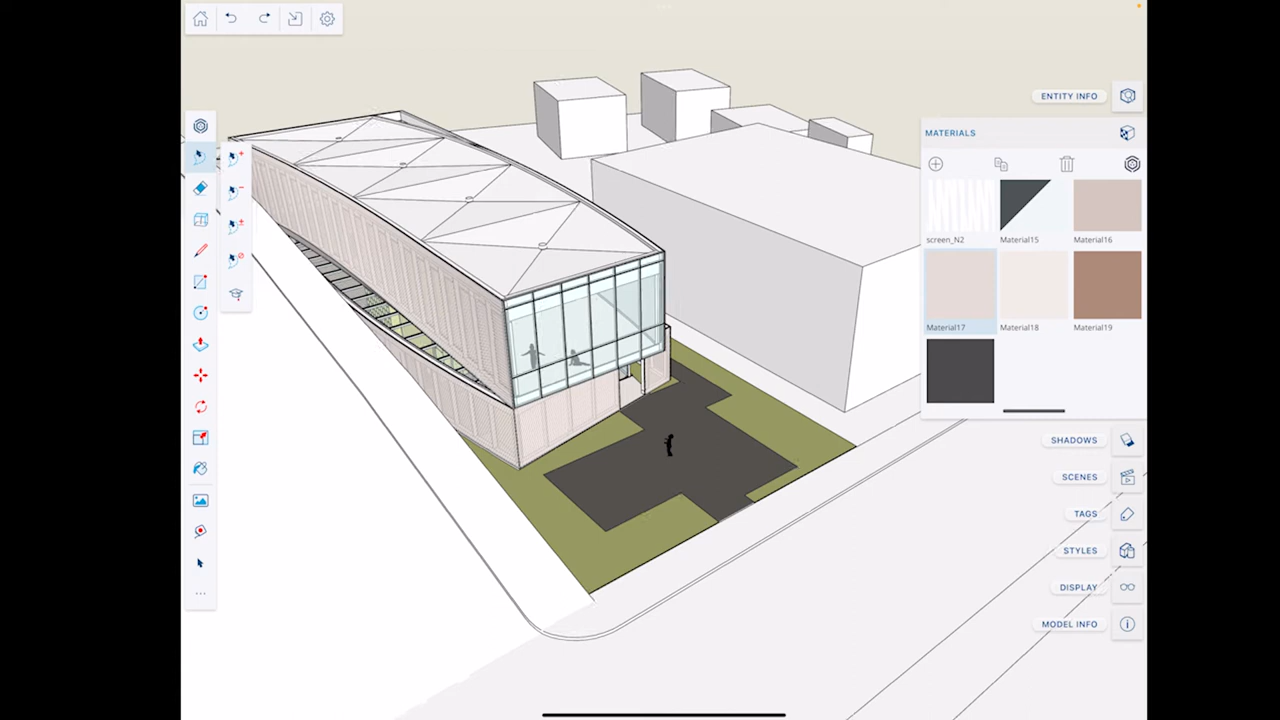 ENTITY INFO
MATERIALS
screen_N2
Material15
Material16
Material17
Material18
Material19
SHADOWS
SCENES
TAGS
STYLES
DISPLAY
MODEL INFO